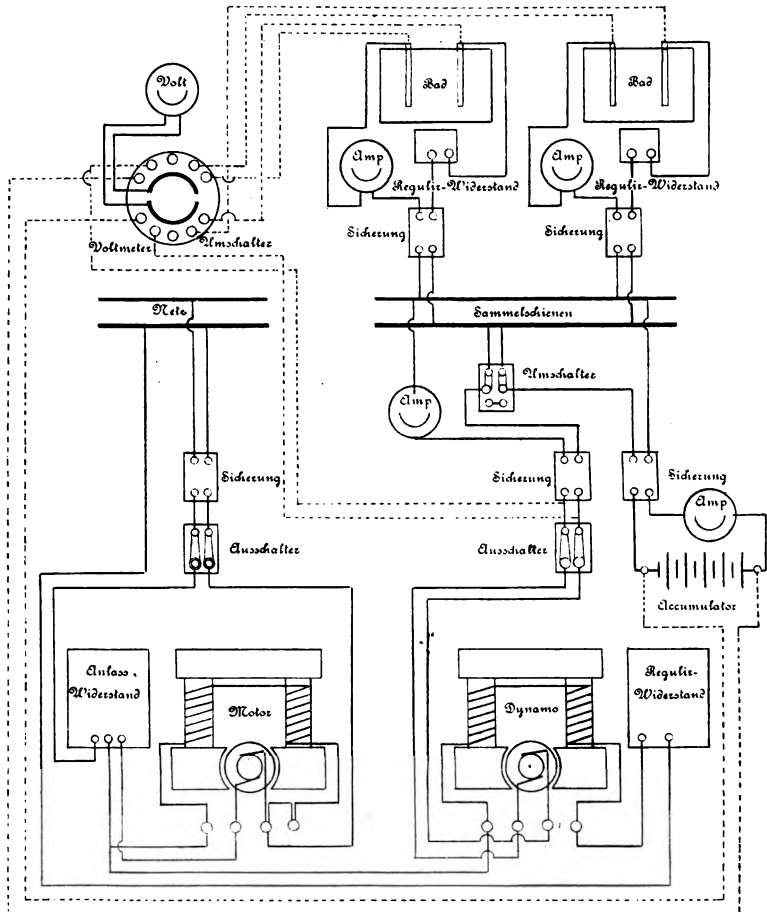 Volt
Bad
Bad
Amp
Amp
Regulir-Widerstand
Regulir-Widerstand
Sicherung
Sicherung
Voltmeter
Umschalter
Netz
Sammelschienen
Umschalter
Amp
Sicherung
Sicherung
Sicherung
Amp
Ausschalter
Ausschalter
Accumulator
Anlass-
Widerstand
Motor
Dynamo
Regulir-
Widerstand